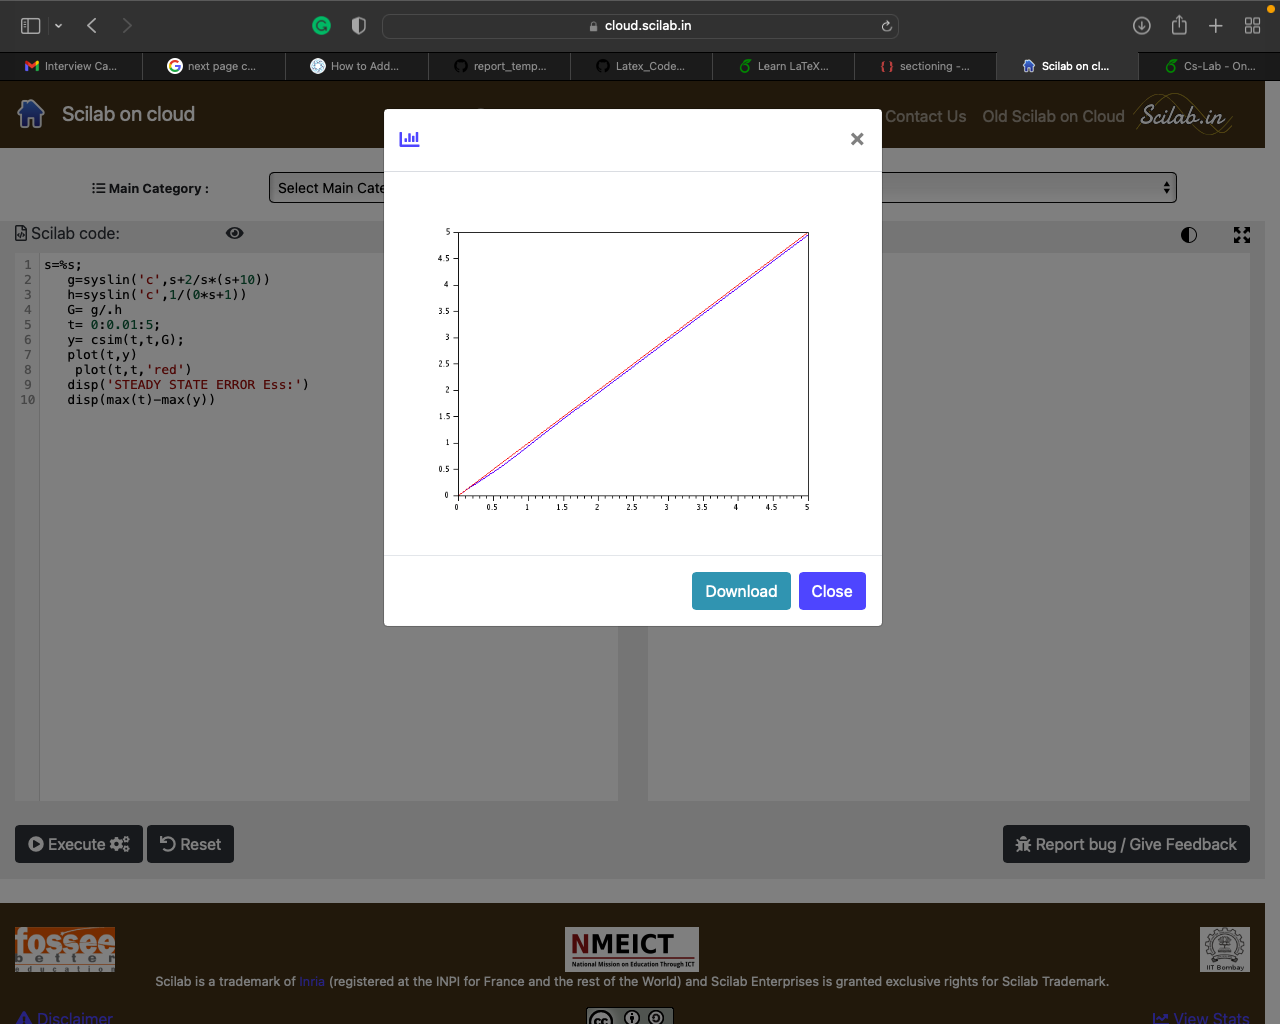 cloud.scilab.in
Interview Ca...
next page c...
How to Add...
report_temp...
Latex_Code...
Learn LaTeX...
sectioning -...
Scilab on cl...
Cs-Lab - On...
Scilab on cloud
Contact Us
Old Scilab on Cloud
Scilab.in
Main Category :
Select Main Cate
Scilab code:
1 s=%s;
2 g=syslin('c',s+2/s*(s+10))
3 h=syslin('c',1/(0*s+1))
4 G= g/.h
5 t= 0:0.01:5;
6 y= csim(t,t,G);
7 plot(t,y)
8 plot(t,t,'red')
9 disp('STEADY STATE ERROR Ess:')
10 disp(max(t)-max(y))
5
4.5
4
3.5
3
2.5
2
1.5
1
0.5
0
0 0.5 1 1.5 2 2.5 3 3.5 4 4.5 5
Download
Close
Execute
Reset
Report bug / Give Feedback
fossee
better
education
NMEICT
National Mission on Education Through ICT
IIT Bombay
Scilab is a trademark of Inria (registered at the INPI for France and the rest of the World) and Scilab Enterprises is granted exclusive rights for Scilab Trademark.
Disclaimer
cc
View Stats